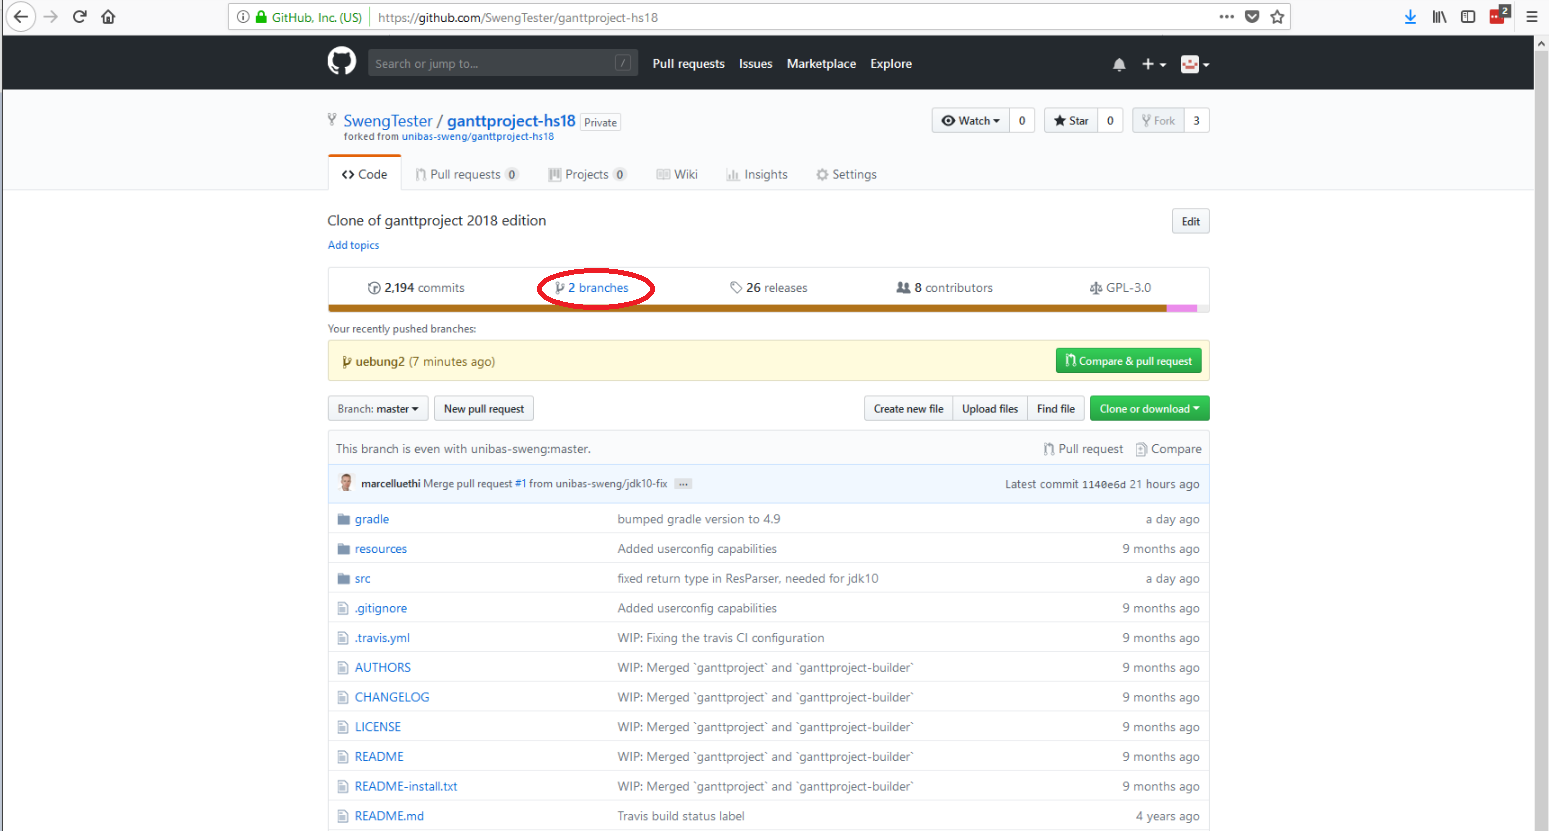 GitHub, Inc. (US) https://github.com/SwengTester/ganttproject-hs18 2
Search or jump to... / Pull requests Issues Marketplace Explore
SwengTester / ganttproject-hs18 Private Watch 0 Star 0 Fork 3
forked from unibas-sweng/ganttproject-hs18
Code Pull requests 0 Projects 0 Wiki Insights Settings
Clone of ganttproject 2018 edition Edit
Add topics
2,194 commits 2 branches 26 releases 8 contributors GPL-3.0
Your recently pushed branches:
uebung2 (7 minutes ago) Compare & pull request
Branch: master New pull request Create new file Upload files Find file Clone or download
This branch is even with unibas-sweng:master. Pull request Compare
marcelluethi Merge pull request #1 from unibas-sweng/jdk10-fix ... Latest commit 1140e6d 21 hours ago
gradle bumped gradle version to 4.9 a day ago
resources Added userconfig capabilities 9 months ago
src fixed return type in ResParser, needed for jdk10 a day ago
.gitignore Added userconfig capabilities 9 months ago
.travis.yml WIP: Fixing the travis CI configuration 9 months ago
AUTHORS WIP: Merged `ganttproject` and `ganttproject-builder` 9 months ago
CHANGELOG WIP: Merged `ganttproject` and `ganttproject-builder` 9 months ago
LICENSE WIP: Merged `ganttproject` and `ganttproject-builder` 9 months ago
README WIP: Merged `ganttproject` and `ganttproject-builder` 9 months ago
README-install.txt WIP: Merged `ganttproject` and `ganttproject-builder` 9 months ago
README.md Travis build status label 4 years ago